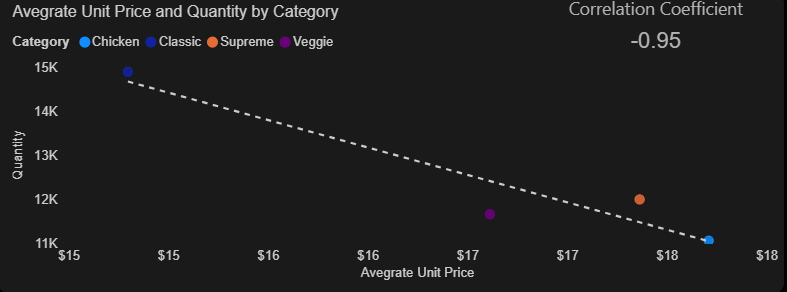 Avegrate Unit Price and Quantity by Category
Correlation Coefficient
-0.95
Category Chicken Classic Supreme Veggie
15K
14K
13K
12K
11K
Quantity
$15 $15 $16 $16 $17 $17 $18 $18
Avegrate Unit Price